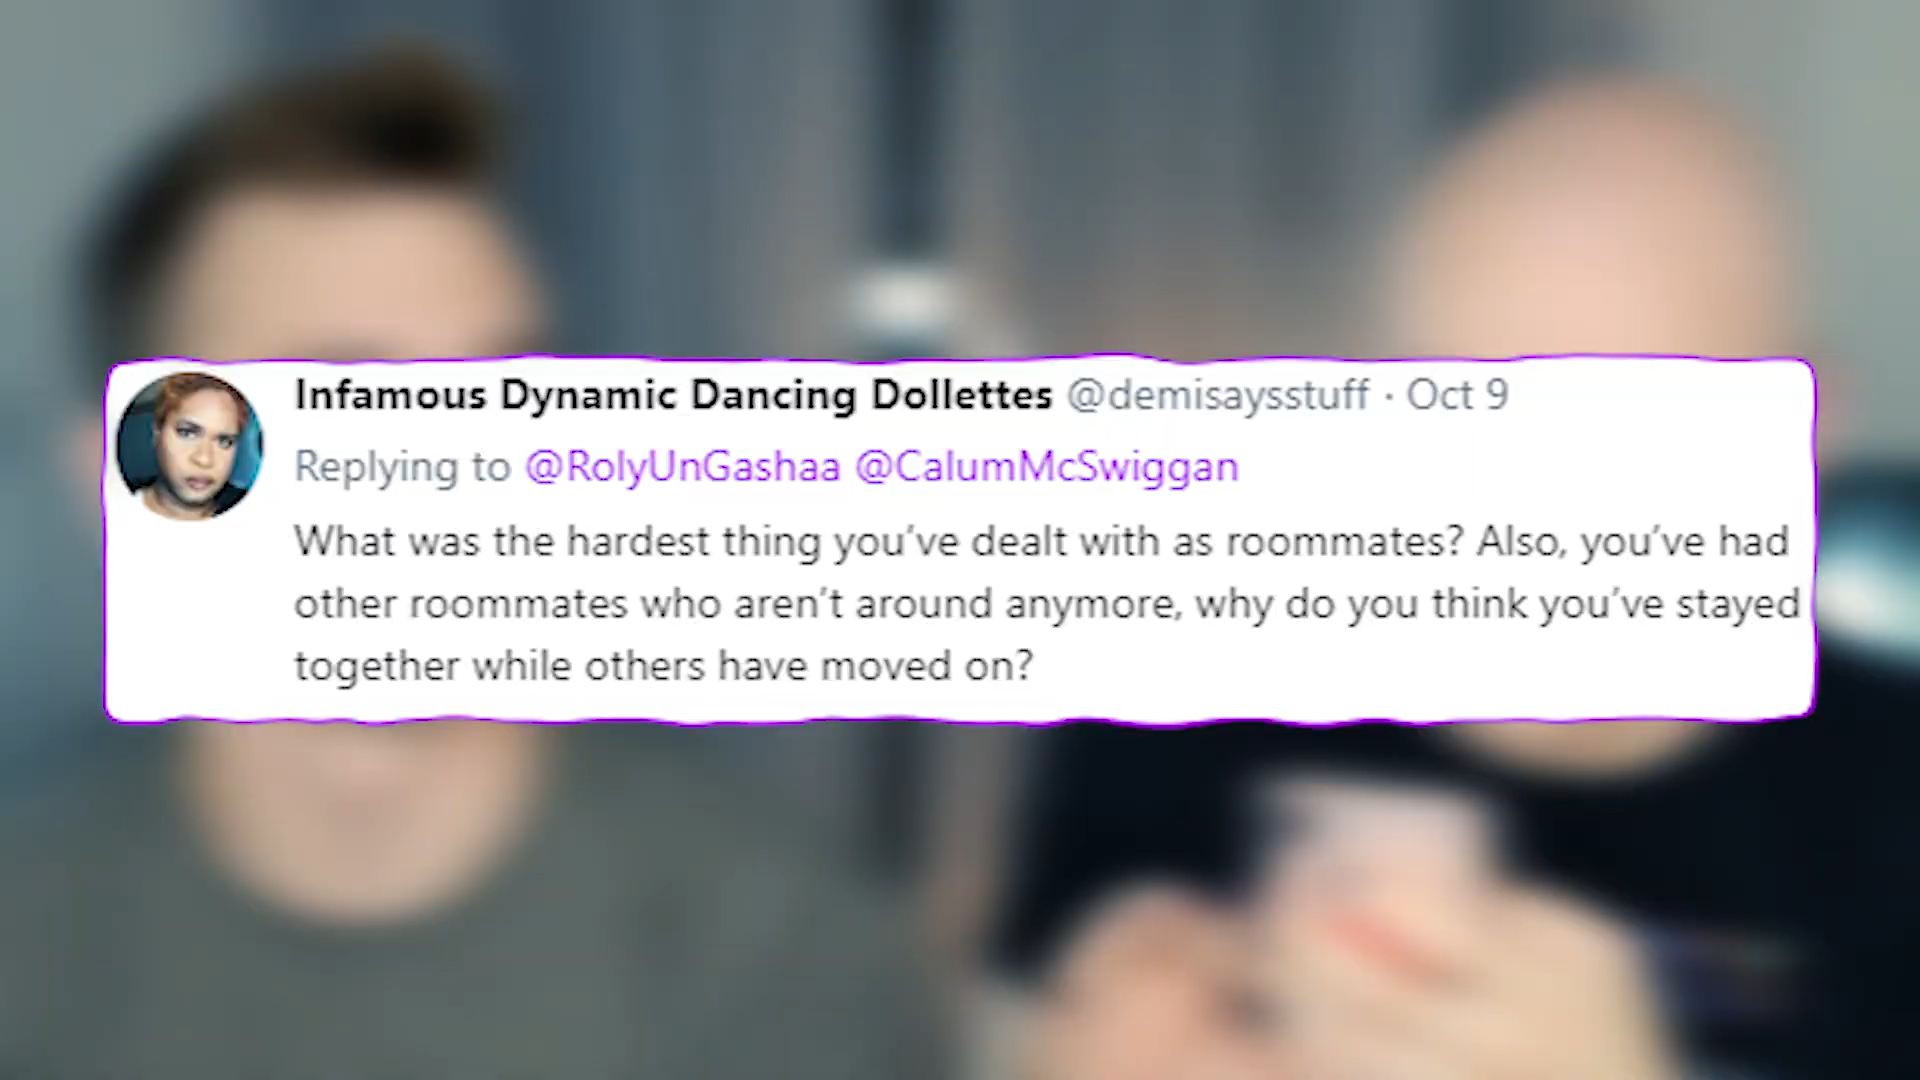 Infamous Dynamic Dancing Dollettes @demisaysstuff · Oct 9
Replying to @RolyUnGashaa @CalumMcSwiggan
What was the hardest thing you’ve dealt with as roommates? Also, you’ve had
other roommates who aren’t around anymore, why do you think you’ve stayed
together while others have moved on?